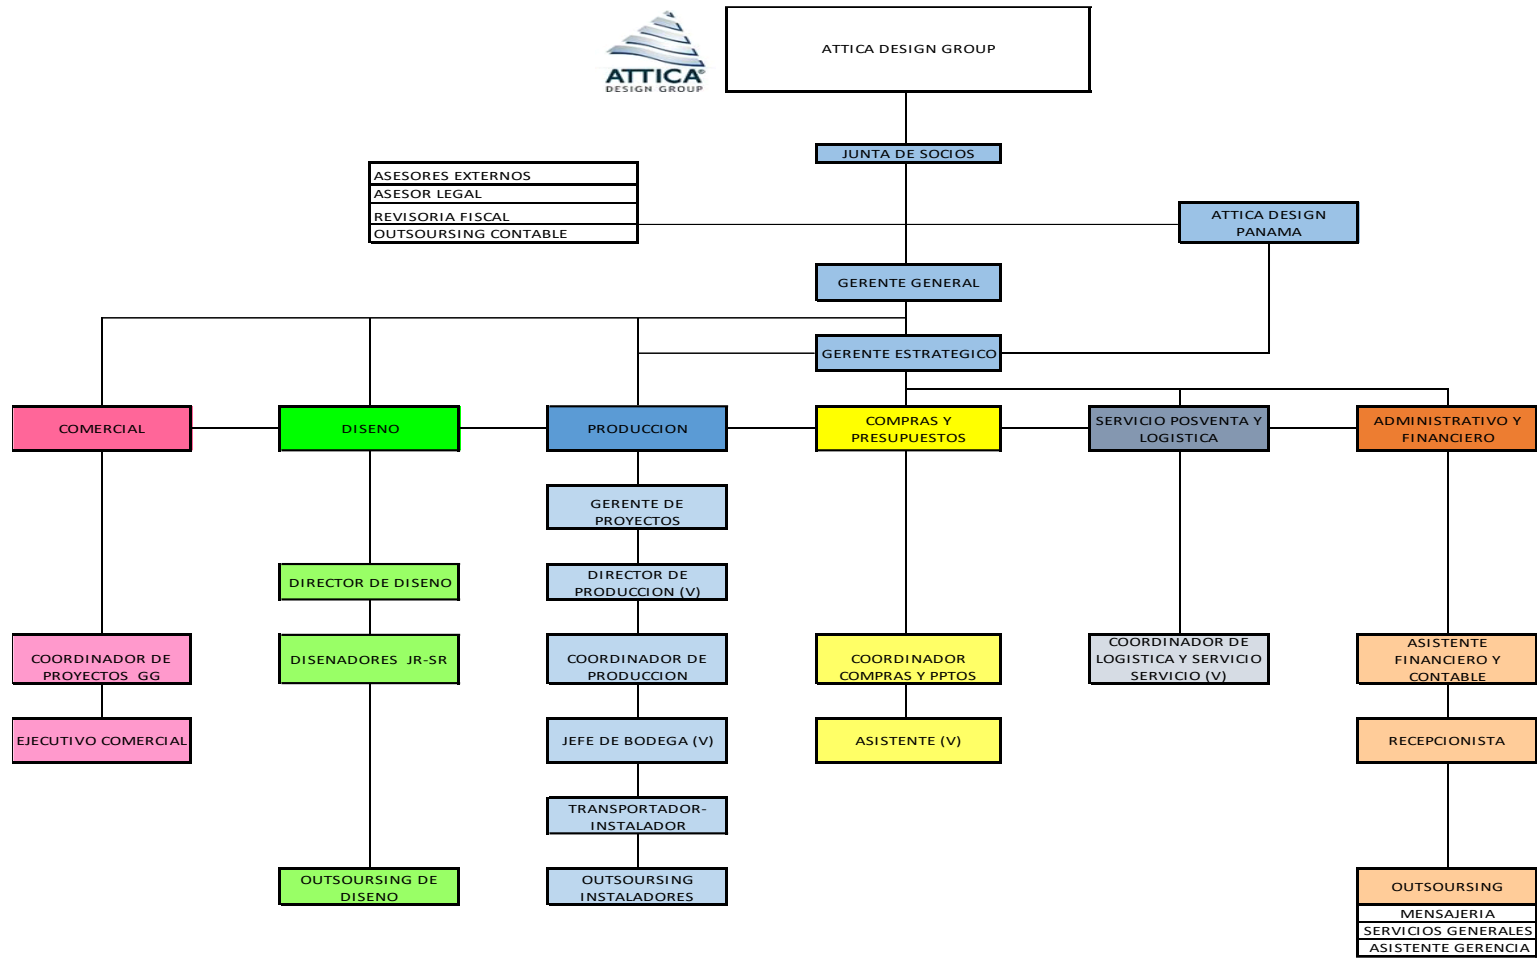 ATTICA®
DESIGN GROUP
ATTICA DESIGN GROUP
JUNTA DE SOCIOS
ASESORES EXTERNOS
ASESOR LEGAL
REVISORIA FISCAL
OUTSOURSING CONTABLE
ATTICA DESIGN
PANAMA
GERENTE GENERAL
GERENTE ESTRATEGICO
COMERCIAL
DISENO
PRODUCCION
COMPRAS Y
PRESUPUESTOS
SERVICIO POSVENTA Y
LOGISTICA
ADMINISTRATIVO Y
FINANCIERO
GERENTE DE
PROYECTOS
DIRECTOR DE DISENO
DIRECTOR DE
PRODUCCION (V)
COORDINADOR DE
PROYECTOS GG
DISENADORES JR-SR
COORDINADOR DE
PRODUCCION
COORDINADOR
COMPRAS Y PPTOS
COORDINADOR DE
LOGISTICA Y SERVICIO
SERVICIO (V)
ASISTENTE
FINANCIERO Y
CONTABLE
EJECUTIVO COMERCIAL
JEFE DE BODEGA (V)
ASISTENTE (V)
RECEPCIONISTA
TRANSPORTADOR-
INSTALADOR
OUTSOURSING DE
DISENO
OUTSOURSING
INSTALADORES
OUTSOURSING
MENSAJERIA
SERVICIOS GENERALES
ASISTENTE GERENCIA